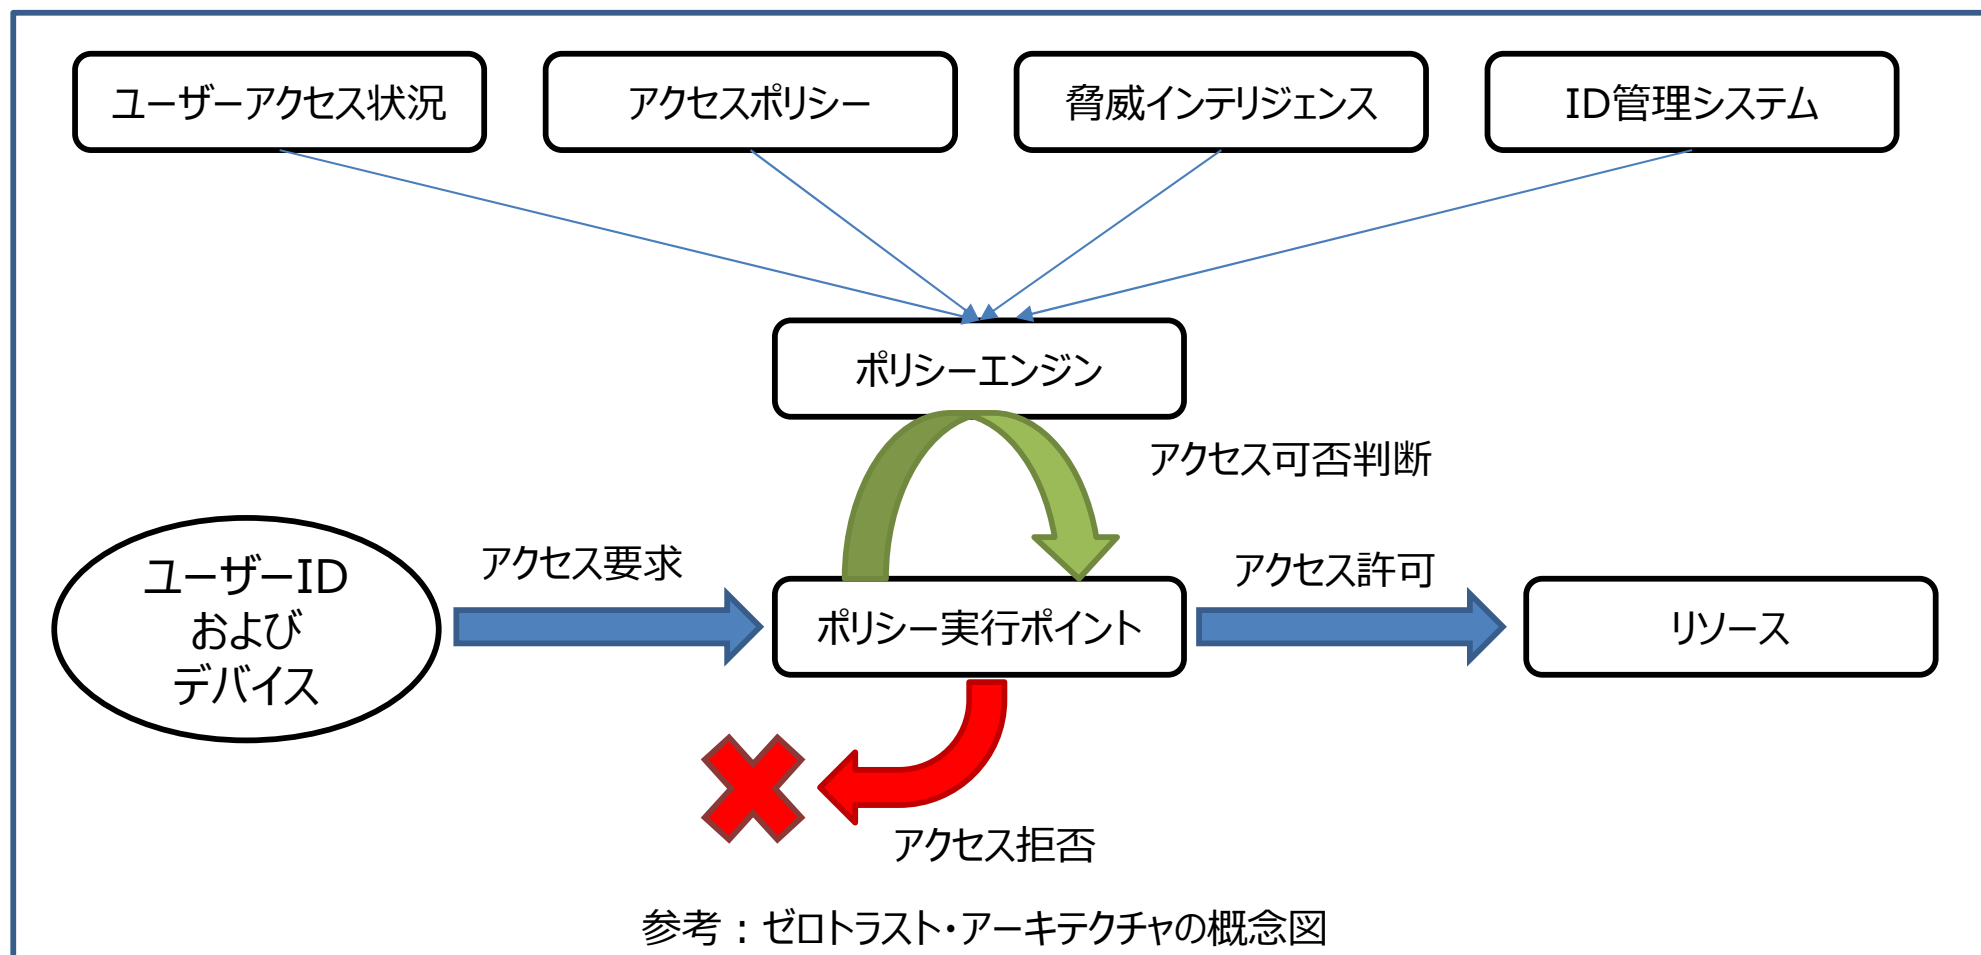 ユーザーアクセス状況
アクセスポリシー
脅威インテリジェンス
ID管理システム
ポリシーエンジン
アクセス可否判断
ユーザーID
および
デバイス
アクセス要求
ポリシー実行ポイント
アクセス許可
リソース
アクセス拒否
参考：ゼロトラスト・アーキテクチャの概念図